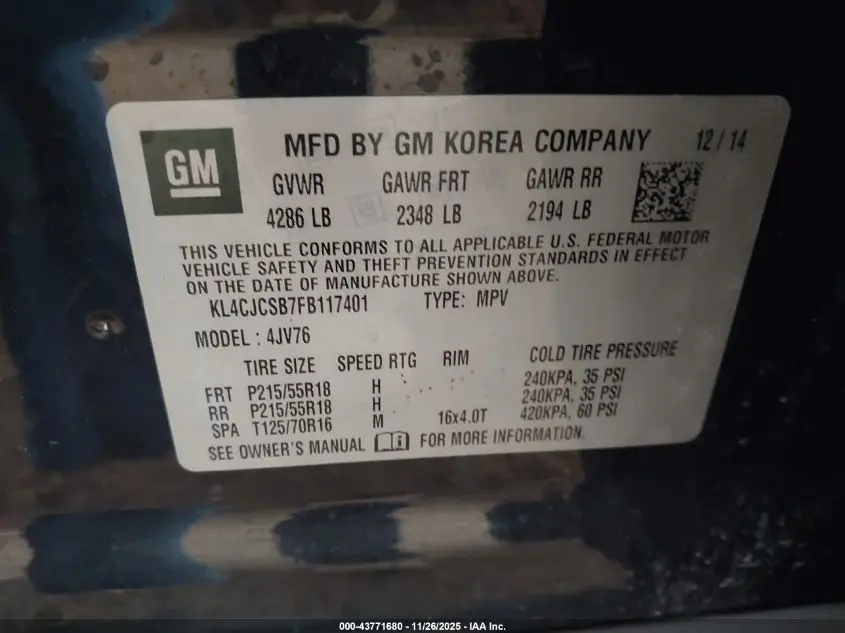 GM
MFD BY GM KOREA COMPANY 12 / 14
GVWR GAWR FRT GAWR RR
4286 LB 2348 LB 2194 LB
THIS VEHICLE CONFORMS TO ALL APPLICABLE U.S. FEDERAL MOTOR
VEHICLE SAFETY AND THEFT PREVENTION STANDARDS IN EFFECT
ON THE DATE OF MANUFACTURE SHOWN ABOVE.
KL4CJCSB7FB117401 TYPE: MPV
MODEL : 4JV76
TIRE SIZE SPEED RTG RIM COLD TIRE PRESSURE
FRT P215/55R18 H 240KPA, 35 PSI
RR P215/55R18 H 240KPA, 35 PSI
SPA T125/70R16 M 16x4.0T 420KPA, 60 PSI
SEE OWNER'S MANUAL FOR MORE INFORMATION.
000-43771680 - 11/26/2025 - IAA Inc.